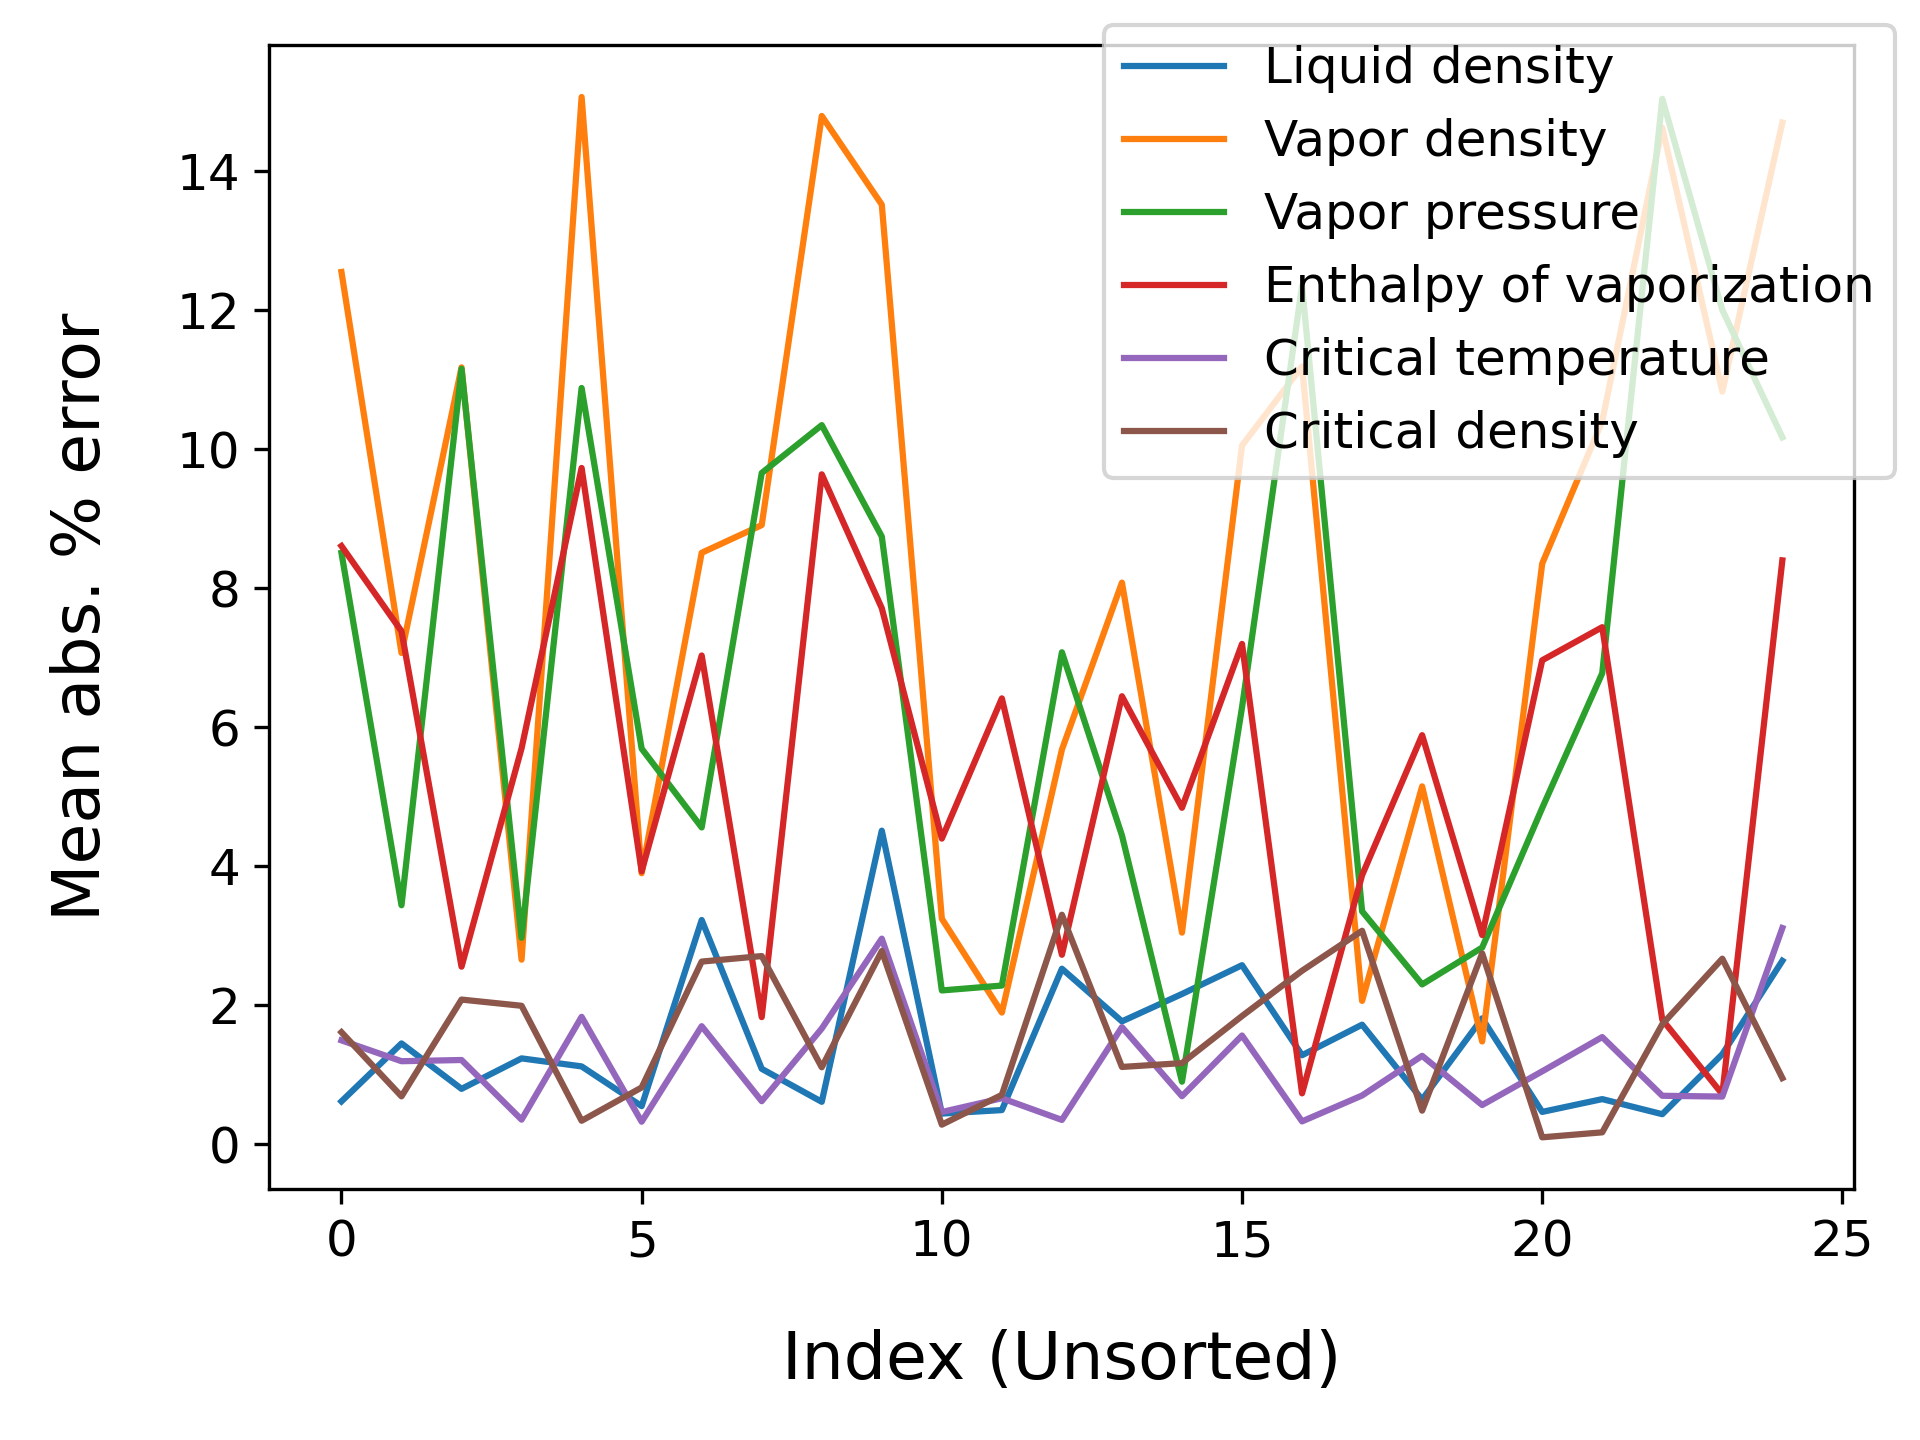 Liquid density
Vapor density
Vapor pressure
Enthalpy of vaporization
Critical temperature
Critical density
Mean abs. % error
14
12
10
8
6
4
2
0
0 5 10 15 20 25
Index (Unsorted)